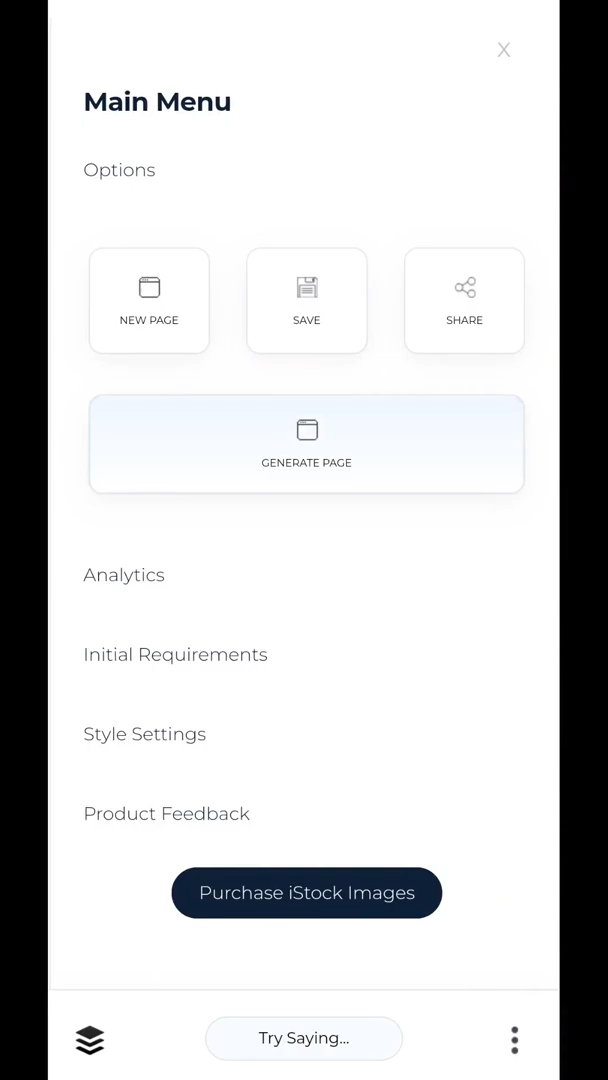 X
Main Menu
Options
NEW PAGE
SAVE
SHARE
GENERATE PAGE
Analytics
Initial Requirements
Style Settings
Product Feedback
Purchase iStock Images
Try Saying...